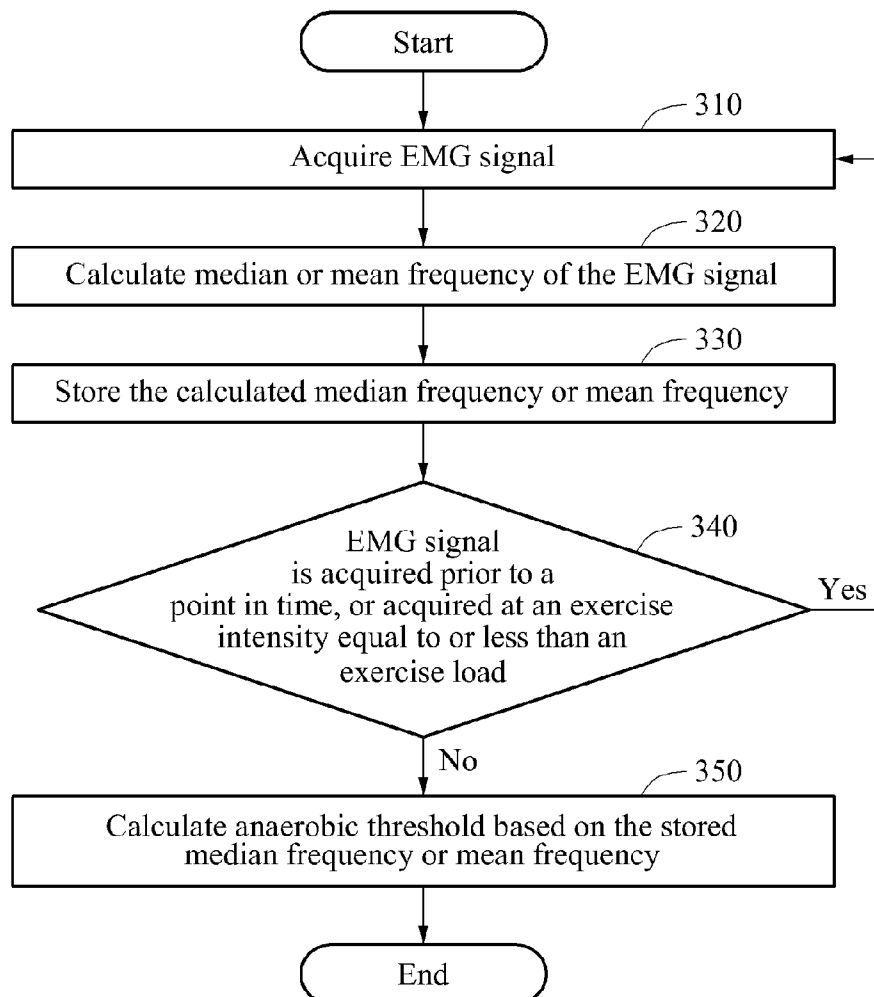 Start
310
Acquire EMG signal
320
Calculate median or mean frequency of the EMG signal
330
Store the calculated median frequency or mean frequency
340
EMG signal
is acquired prior to a
point in time, or acquired at an exercise
intensity equal to or less than an
exercise load
Yes
No
350
Calculate anaerobic threshold based on the stored
median frequency or mean frequency
End